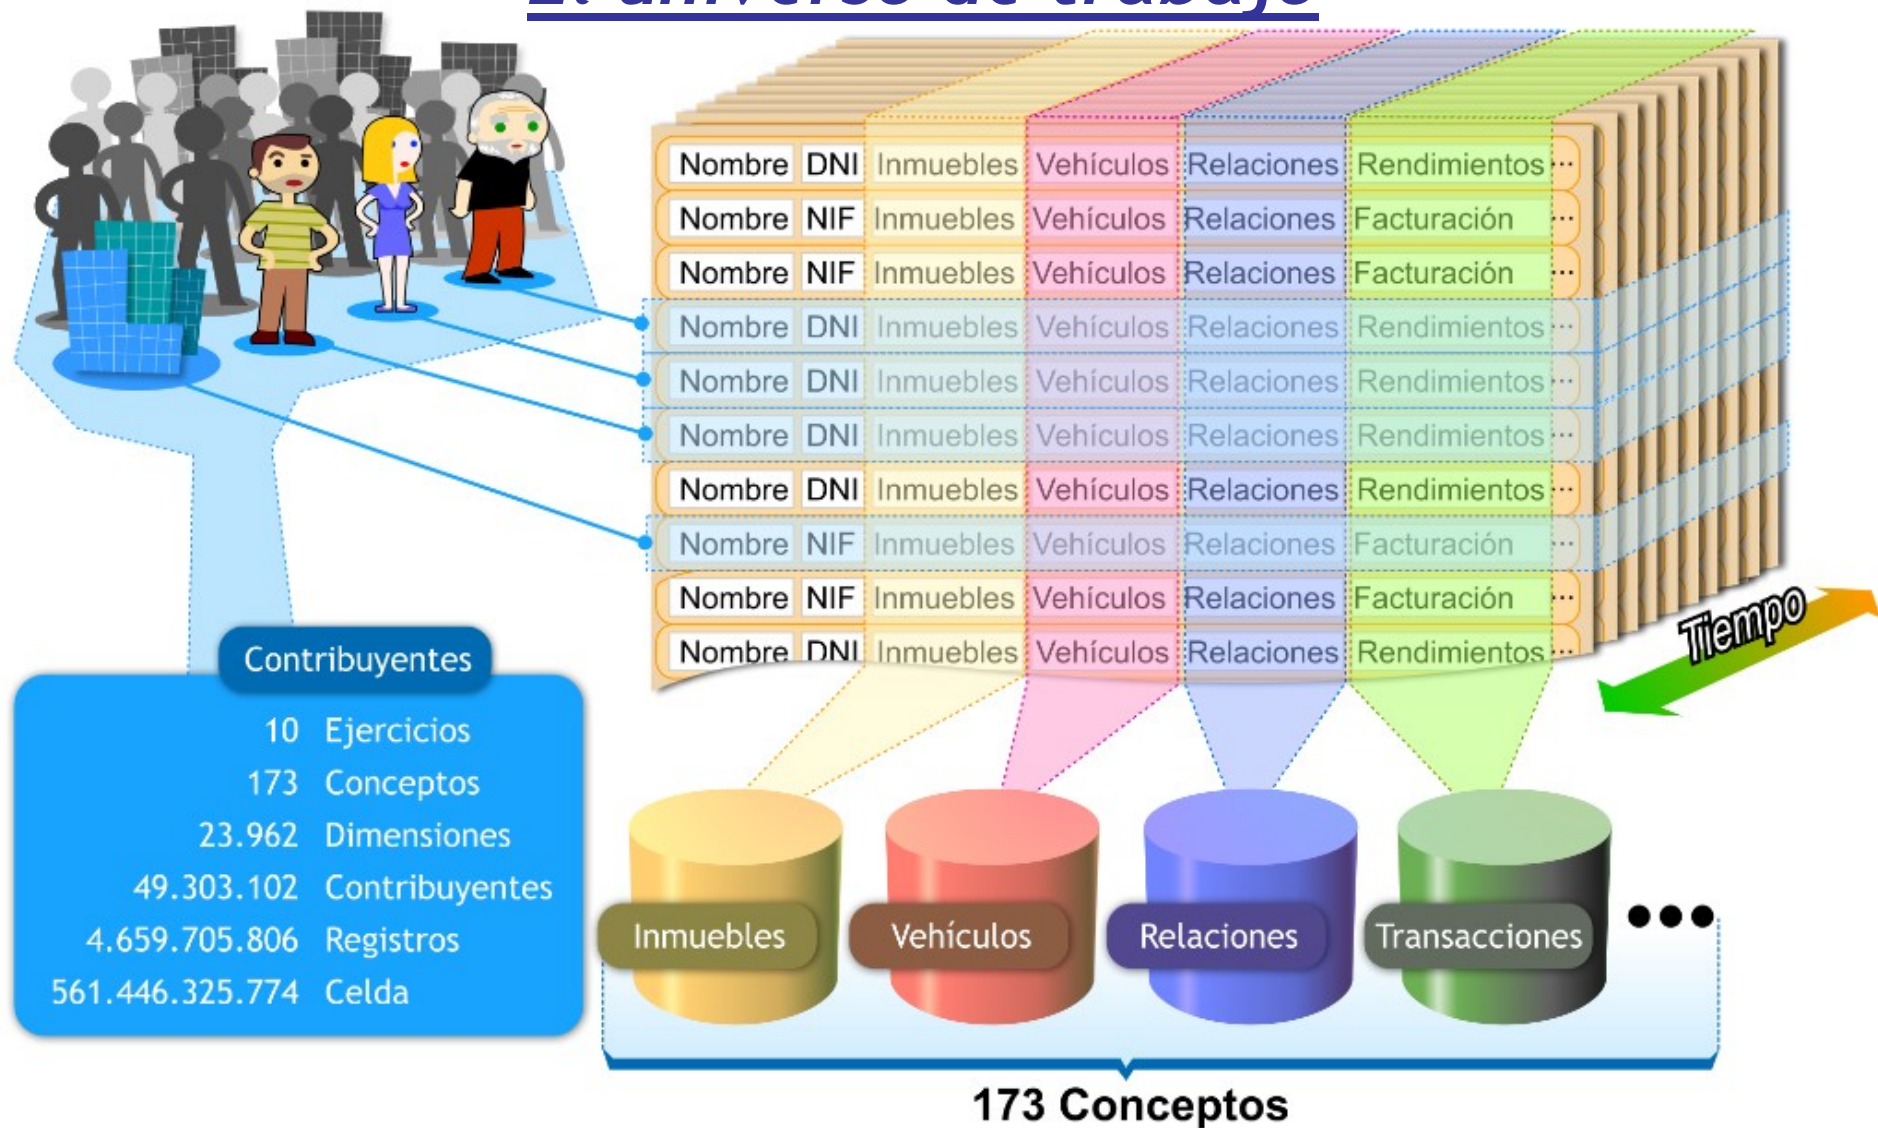 El universo de trabajo
Nombre DNI Inmuebles Vehículos Relaciones Rendimientos ...
Nombre NIF Inmuebles Vehículos Relaciones Facturación ...
Nombre NIF Inmuebles Vehículos Relaciones Facturación ...
Nombre DNI Inmuebles Vehículos Relaciones Rendimientos ...
Nombre DNI Inmuebles Vehículos Relaciones Rendimientos ...
Nombre DNI Inmuebles Vehículos Relaciones Rendimientos ...
Nombre DNI Inmuebles Vehículos Relaciones Rendimientos ...
Nombre NIF Inmuebles Vehículos Relaciones Facturación ...
Nombre NIF Inmuebles Vehículos Relaciones Facturación ...
Nombre DNI Inmuebles Vehículos Relaciones Rendimientos ...
Tiempo
Contribuyentes
10 Ejercicios
173 Conceptos
23.962 Dimensiones
49.303.102 Contribuyentes
4.659.705.806 Registros
561.446.325.774 Celda
Inmuebles Vehículos Relaciones Transacciones ...
173 Conceptos